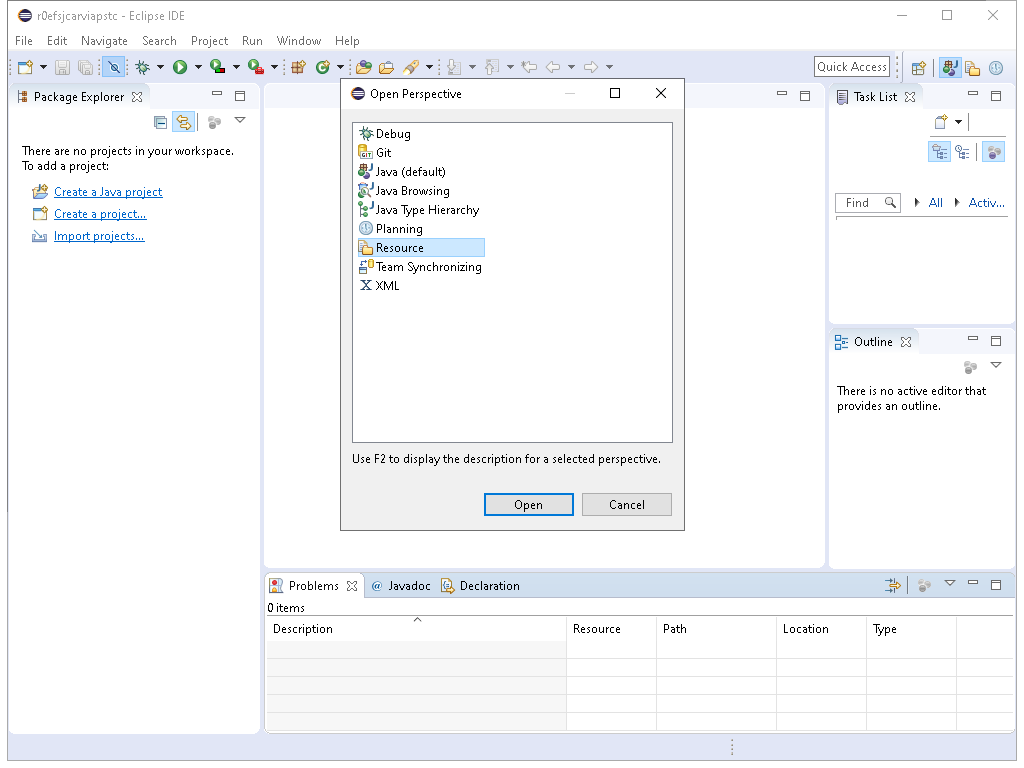 r0efsjcarviapstc - Eclipse IDE
File Edit Navigate Search Project Run Window Help
Quick Access
Package Explorer
There are no projects in your workspace.
To add a project:
Create a Java project
Create a project...
Import projects...
Open Perspective
Debug
GIT Git
Java (default)
Java Browsing
Java Type Hierarchy
Planning
Resource
Team Synchronizing
X XML
Use F2 to display the description for a selected perspective.
Open Cancel
Task List
Find All Activ...
Outline
There is no active editor that
provides an outline.
Problems @ Javadoc Declaration
0 items
Description Resource Path Location Type